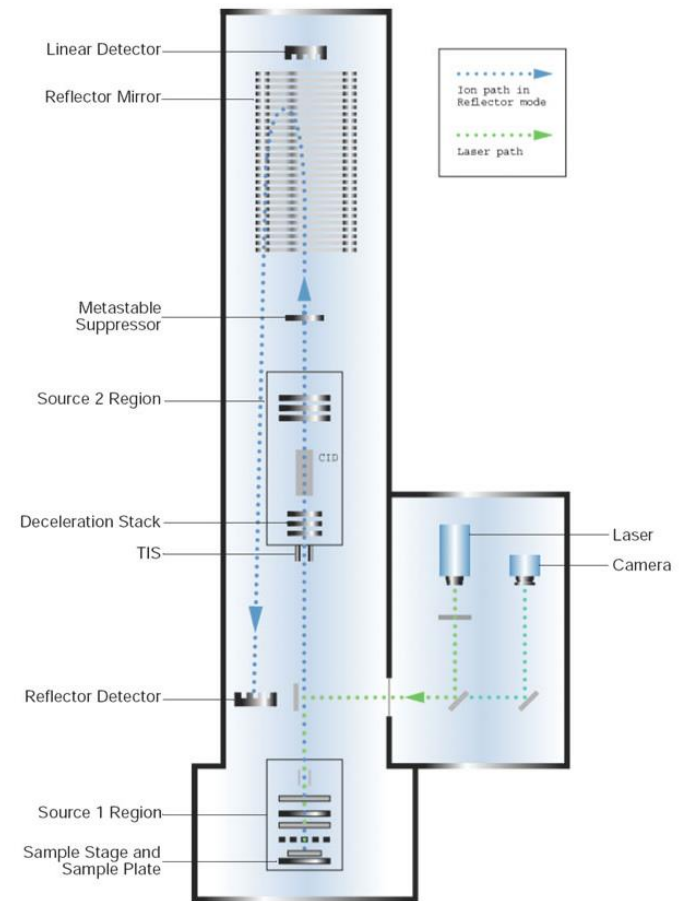 Linear Detector
Reflector Mirror
Ion path in
Reflector mode
Laser path
Metastable
Suppressor
Source 2 Region
CID
Deceleration Stack
TIS
Laser
Camera
Reflector Detector
Source 1 Region
Sample Stage and
Sample Plate